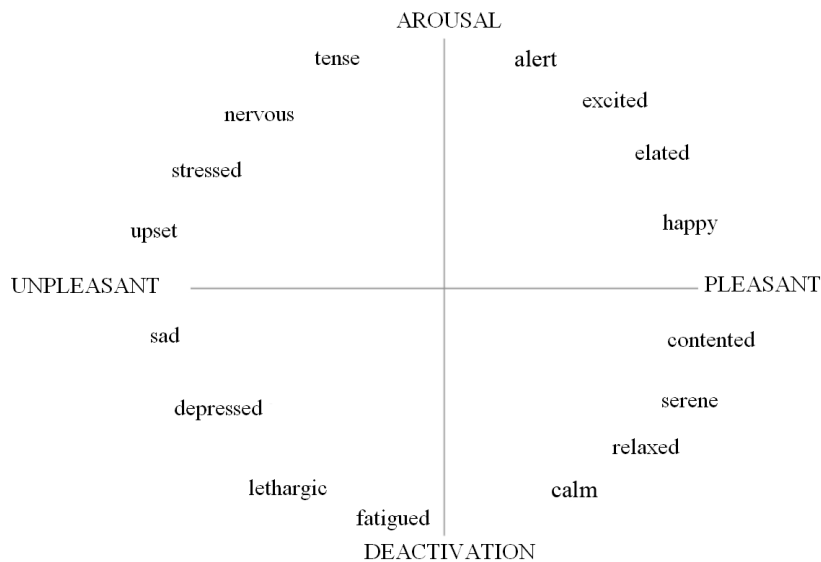 AROUSAL
tense
alert
excited
nervous
elated
stressed
happy
upset
UNPLEASANT
PLEASANT
sad
contented
serene
depressed
relaxed
lethargic
calm
fatigued
DEACTIVATION